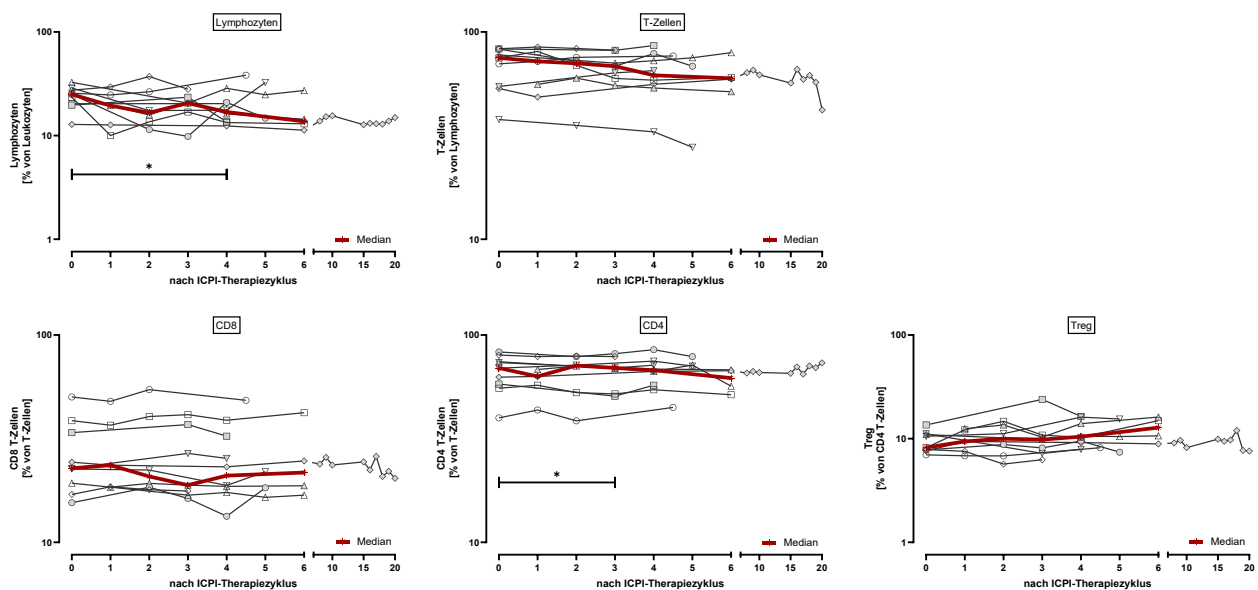 Lymphozyten
100
10
1
Lymphozyten
[% von Leukozyten]
*
Median
0 1 2 3 4 5 6 10 15 20
nach ICPI-Therapiezyklus
T-Zellen
100
10
T-Zellen
[% von Lymphozyten]
Median
0 1 2 3 4 5 6 10 15 20
nach ICPI-Therapiezyklus
CD8
100
10
CD8 T-Zellen
[% von T-Zellen]
Median
0 1 2 3 4 5 6 10 15 20
nach ICPI-Therapiezyklus
CD4
100
10
CD4 T-Zellen
[% von T-Zellen]
*
Median
0 1 2 3 4 5 6 10 15 20
nach ICPI-Therapiezyklus
Treg
100
10
1
Treg
[% von CD4 T-Zellen]
Median
0 1 2 3 4 5 6 10 15 20
nach ICPI-Therapiezyklus